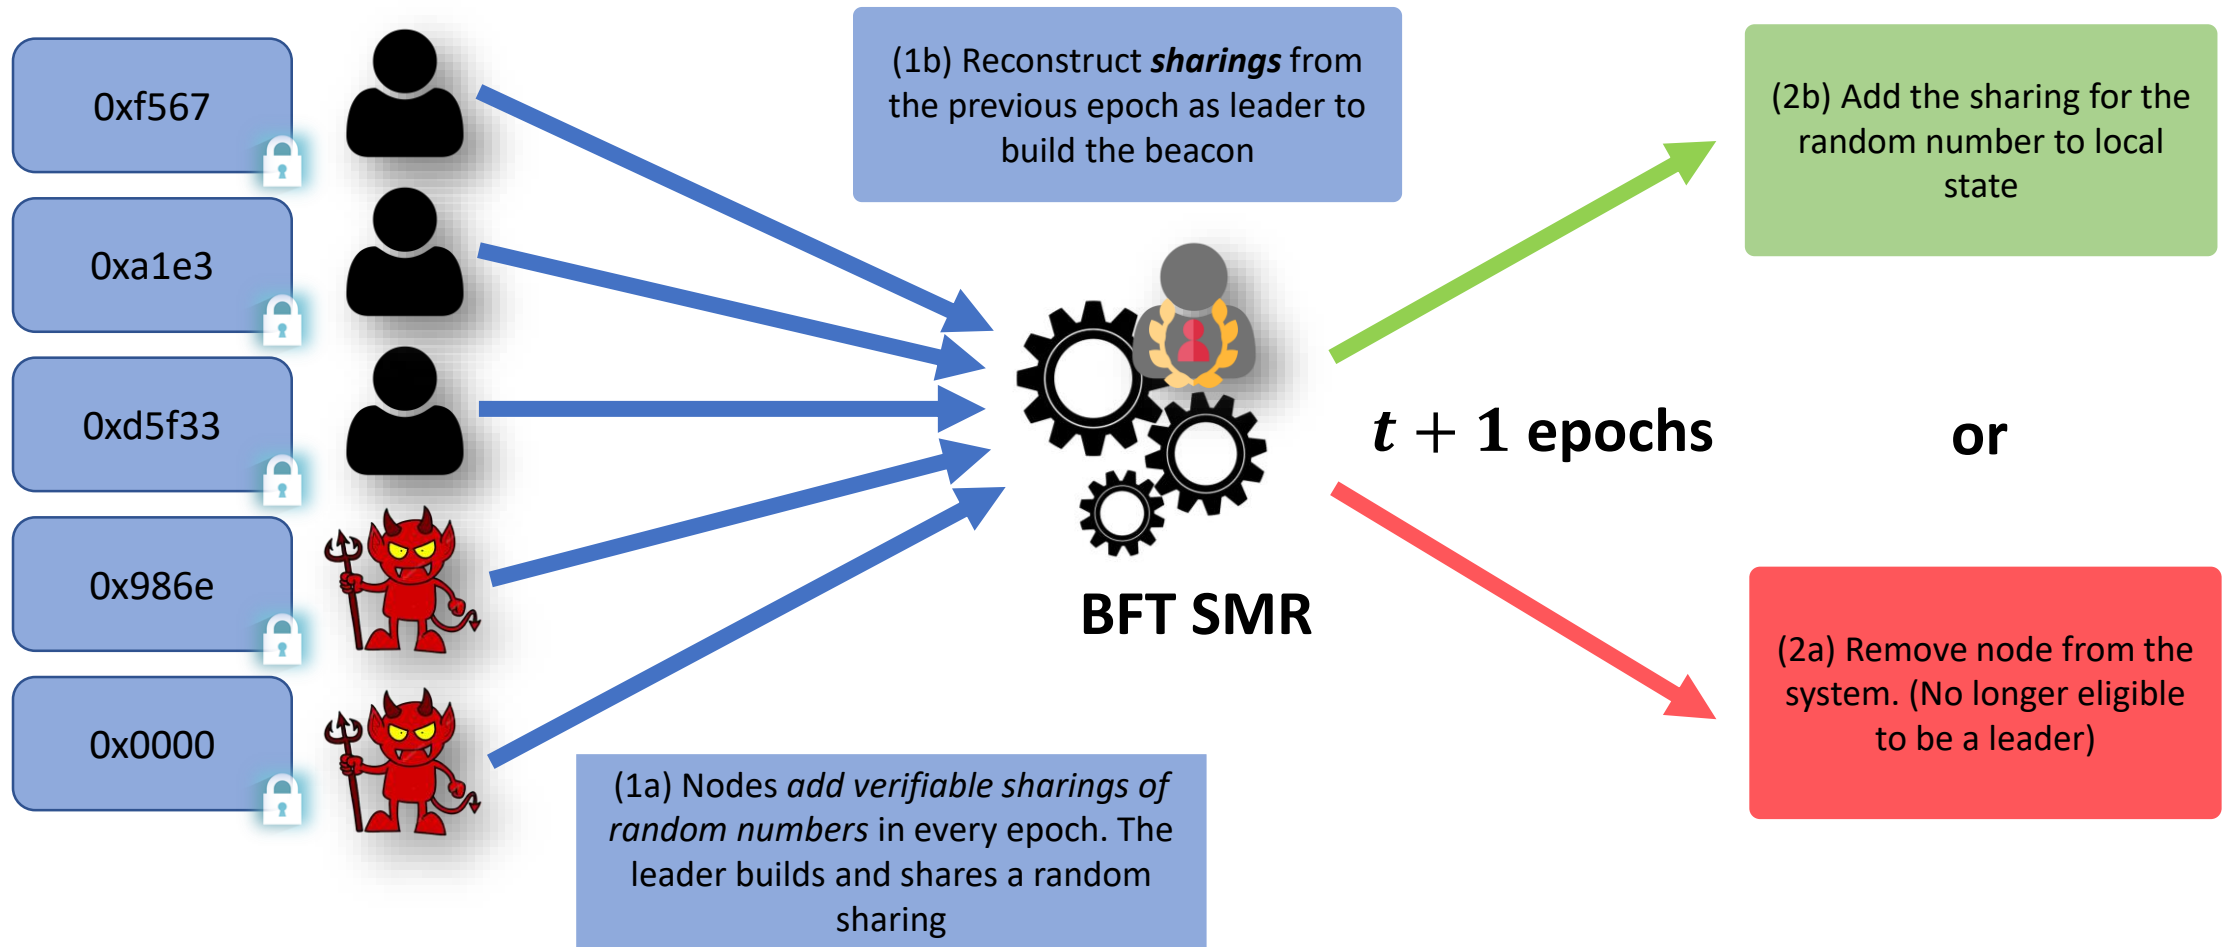 0xf567
0xa1e3
0xd5f33
0x986e
0x0000
(1b) Reconstruct sharings from
the previous epoch as leader to
build the beacon
BFT SMR
(1a) Nodes add verifiable sharings of
random numbers in every epoch. The
leader builds and shares a random
sharing
t + 1 epochs
or
(2b) Add the sharing for the
random number to local
state
(2a) Remove node from the
system. (No longer eligible
to be a leader)